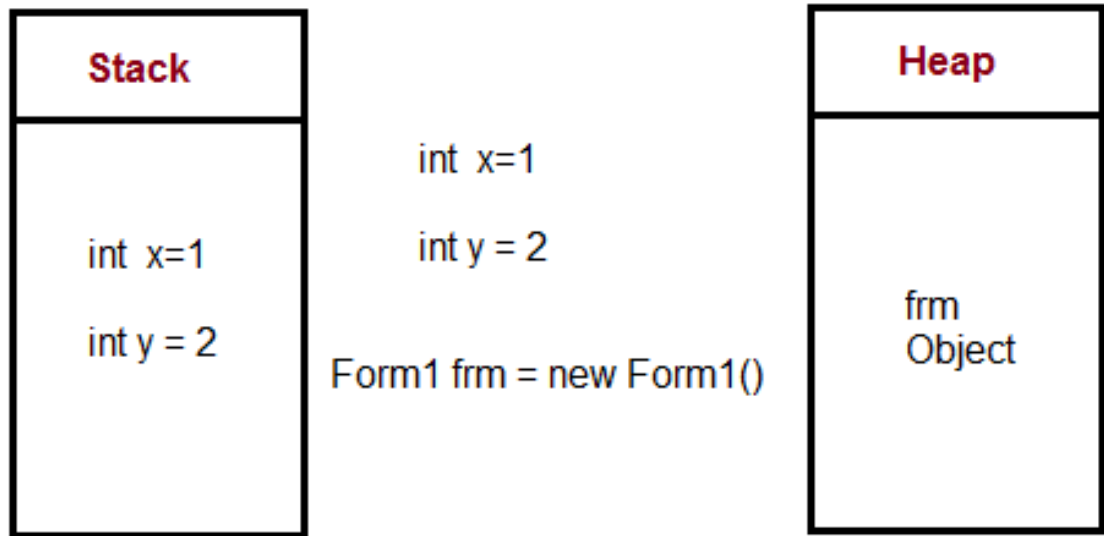 Stack
int  x=1
int y = 2
int  x=1
int y = 2
Form1 frm = new Form1()
Heap
frm
Object